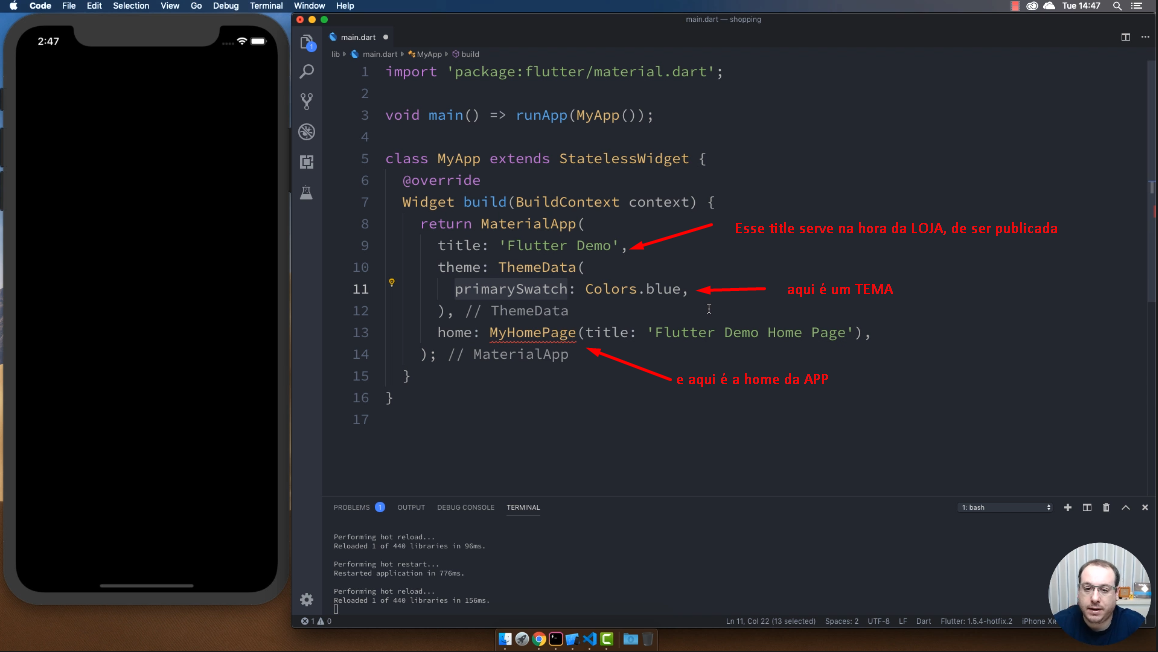 Code File Edit Selection View Go Debug Terminal Window Help
Tue 14:47
2:47
main.dart — shopping
main.dart
lib main.dart MyApp build
1 import 'package:flutter/material.dart';
2
3 void main() => runApp(MyApp());
4
5 class MyApp extends StatelessWidget {
6 @override
7 Widget build(BuildContext context) {
8 return MaterialApp(
9 title: 'Flutter Demo',
Esse title serve na hora da LOJA, de ser publicada
10 theme: ThemeData(
11 primarySwatch: Colors.blue,
aqui é um TEMA
12 ), // ThemeData
13 home: MyHomePage(title: 'Flutter Demo Home Page'),
14 ); // MaterialApp
e aqui é a home da APP
15 }
16 }
17
1
PROBLEMS 1 OUTPUT DEBUG CONSOLE TERMINAL
1: bash
Performing hot reload...
Reloaded 1 of 440 libraries in 96ms.
Performing hot restart...
Restarted application in 776ms.
Performing hot reload...
Reloaded 1 of 440 libraries in 156ms.
1 0
Ln 11, Col 22 (13 selected) Spaces: 2 UTF-8 LF Dart Flutter: 1.5.4-hotfix.2